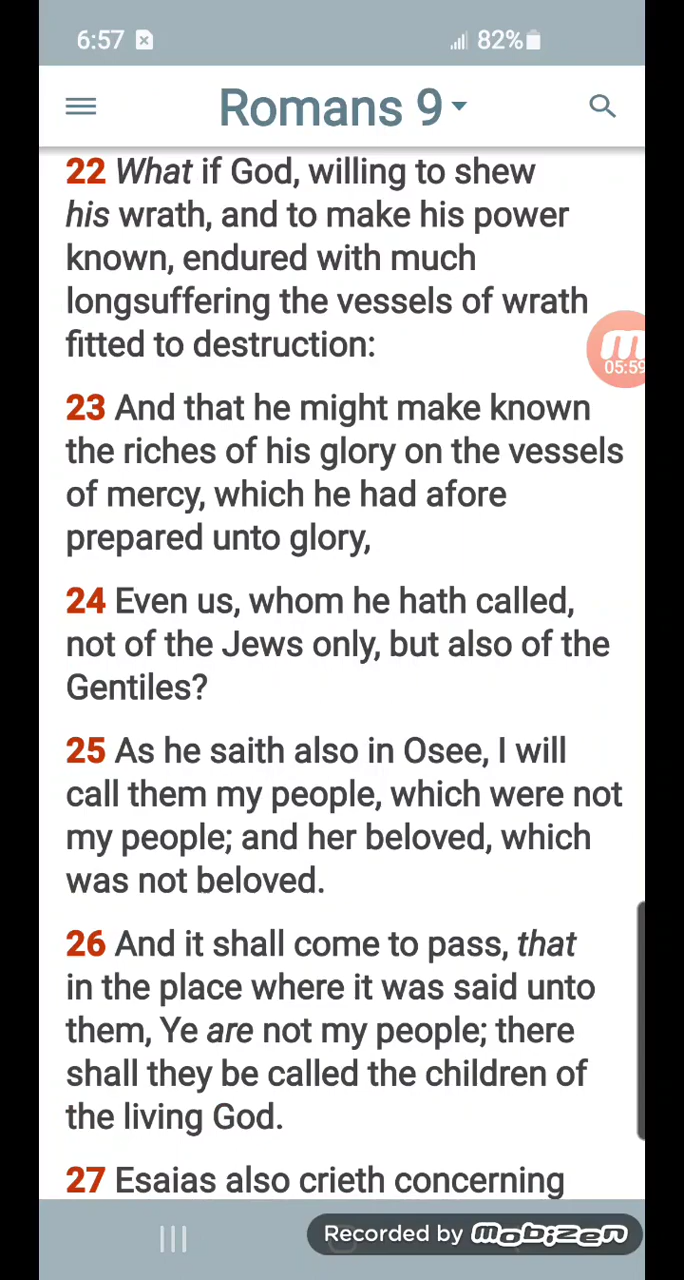 6:57 82%
Romans 9
22 What if God, willing to shew
his wrath, and to make his power
known, endured with much
longsuffering the vessels of wrath
fitted to destruction:
05:59
23 And that he might make known
the riches of his glory on the vessels
of mercy, which he had afore
prepared unto glory,
24 Even us, whom he hath called,
not of the Jews only, but also of the
Gentiles?
25 As he saith also in Osee, I will
call them my people, which were not
my people; and her beloved, which
was not beloved.
26 And it shall come to pass, that
in the place where it was said unto
them, Ye are not my people; there
shall they be called the children of
the living God.
27 Esaias also crieth concerning
Recorded by mobizen